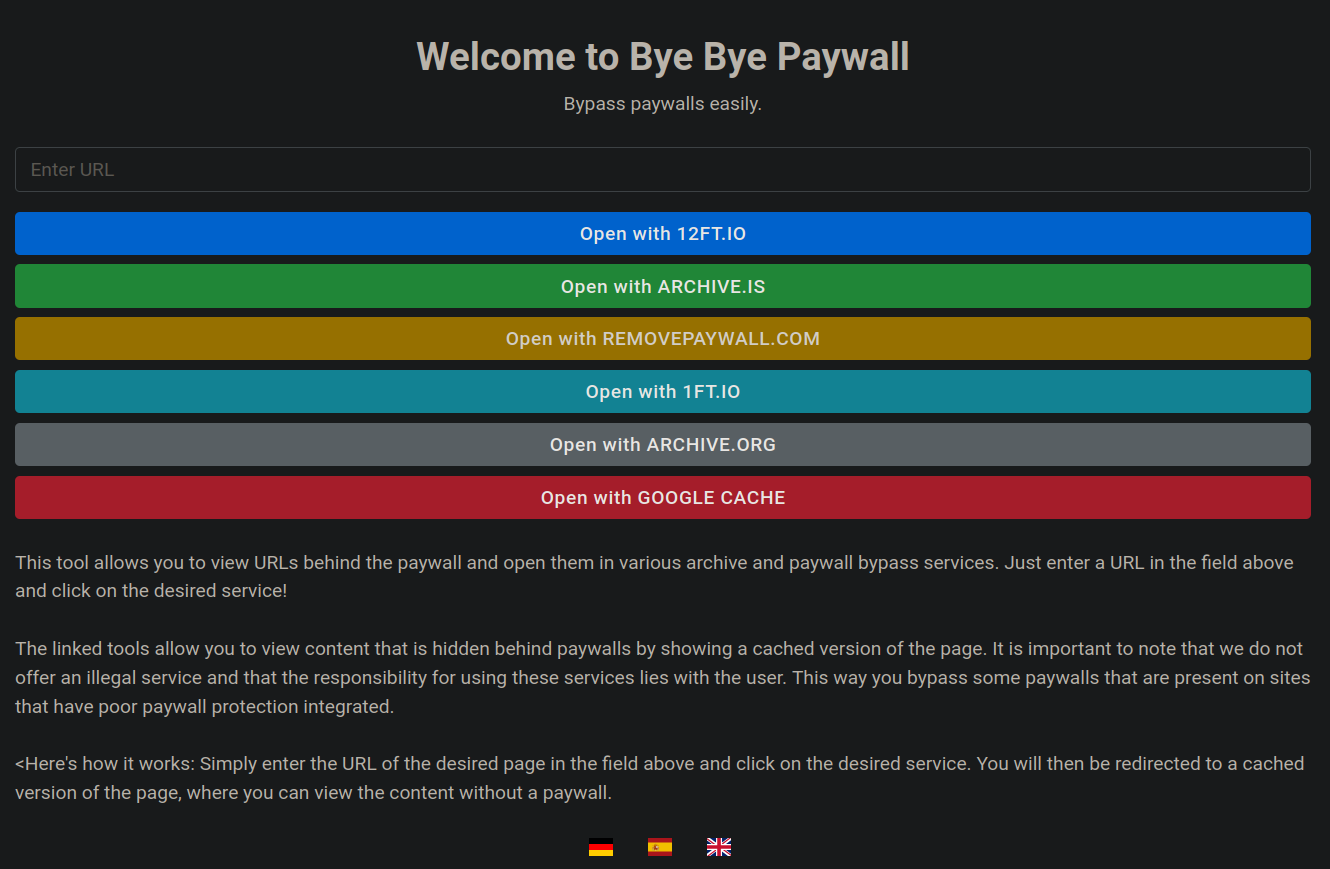 Welcome to Bye Bye Paywall
Bypass paywalls easily.
Enter URL
Open with 12FT.IO
Open with ARCHIVE.IS
Open with REMOVEPAYWALL.COM
Open with 1FT.IO
Open with ARCHIVE.ORG
Open with GOOGLE CACHE
This tool allows you to view URLs behind the paywall and open them in various archive and paywall bypass services. Just enter a URL in the field above
and click on the desired service!
The linked tools allow you to view content that is hidden behind paywalls by showing a cached version of the page. It is important to note that we do not
offer an illegal service and that the responsibility for using these services lies with the user. This way you bypass some paywalls that are present on sites
that have poor paywall protection integrated.
<Here's how it works: Simply enter the URL of the desired page in the field above and click on the desired service. You will then be redirected to a cached
version of the page, where you can view the content without a paywall.